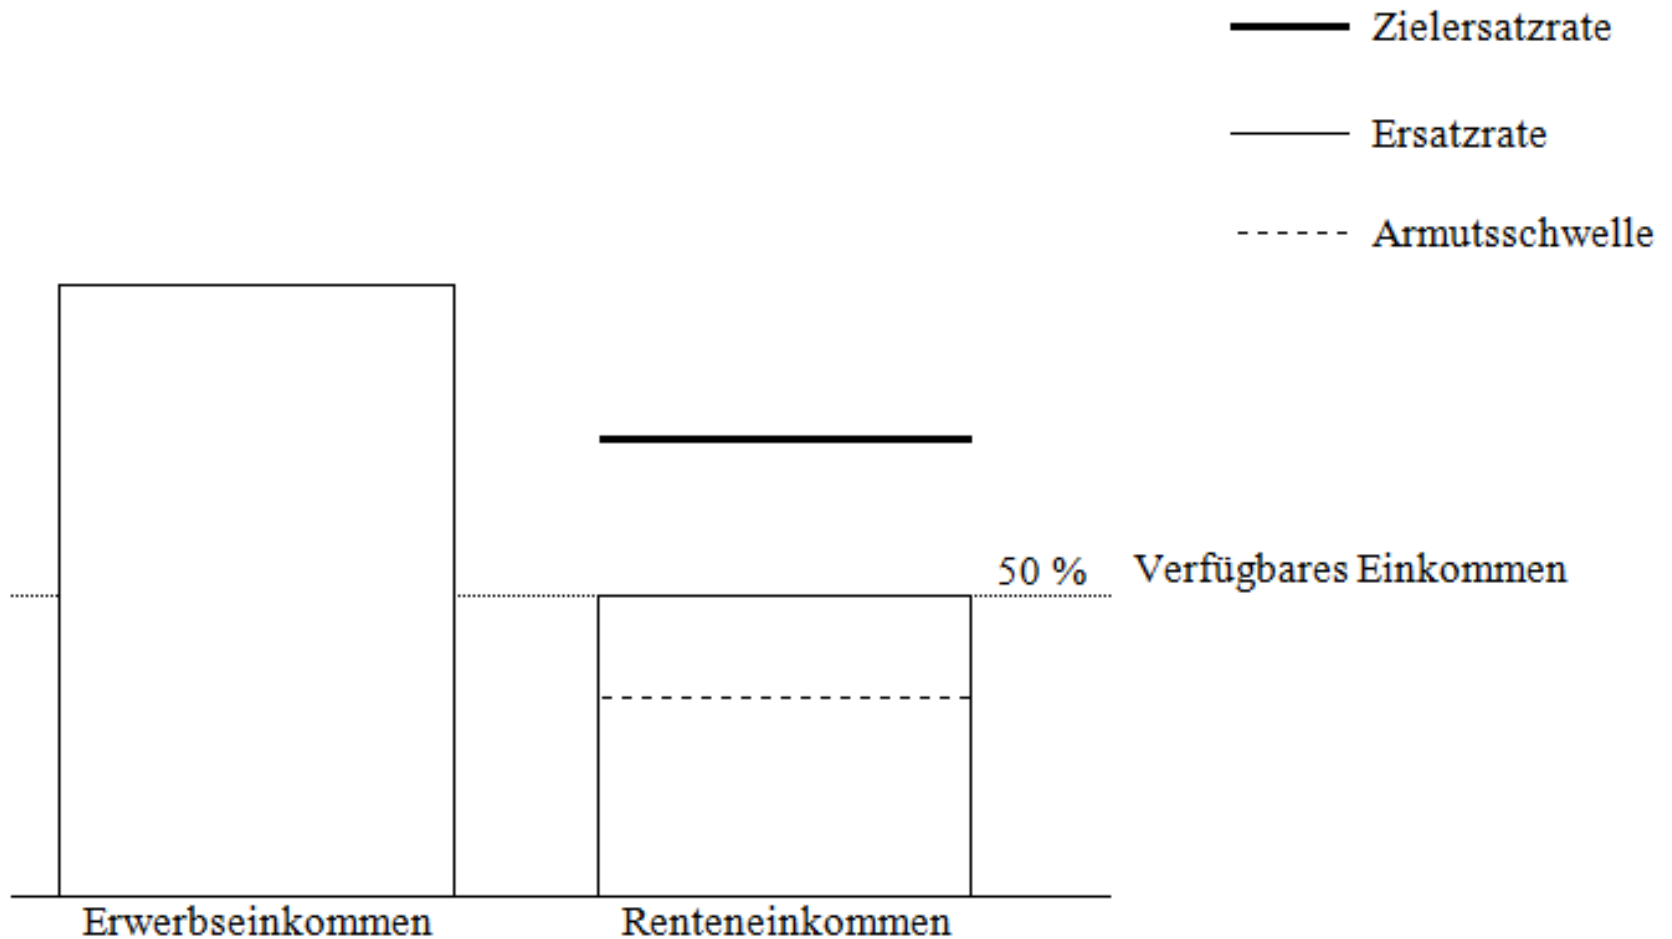 Zielersatzrate
Ersatzrate
Armutsschwelle
50 % Verfügbares Einkommen
Erwerbseinkommen Renteneinkommen